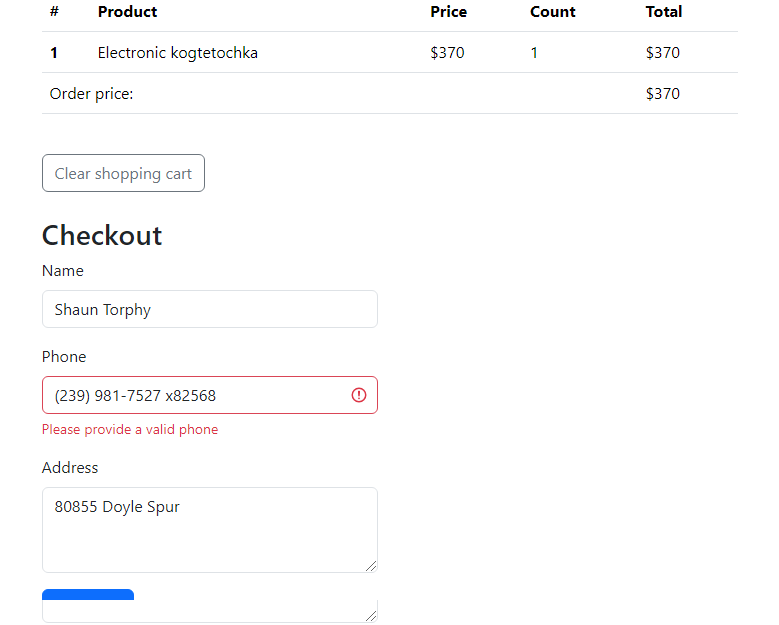 # Product Price Count Total
1 Electronic kogtetochka $370 1 $370
Order price: $370
Clear shopping cart
Checkout
Name
Shaun Torphy
Phone
(239) 981-7527 x82568
Please provide a valid phone
Address
80855 Doyle Spur